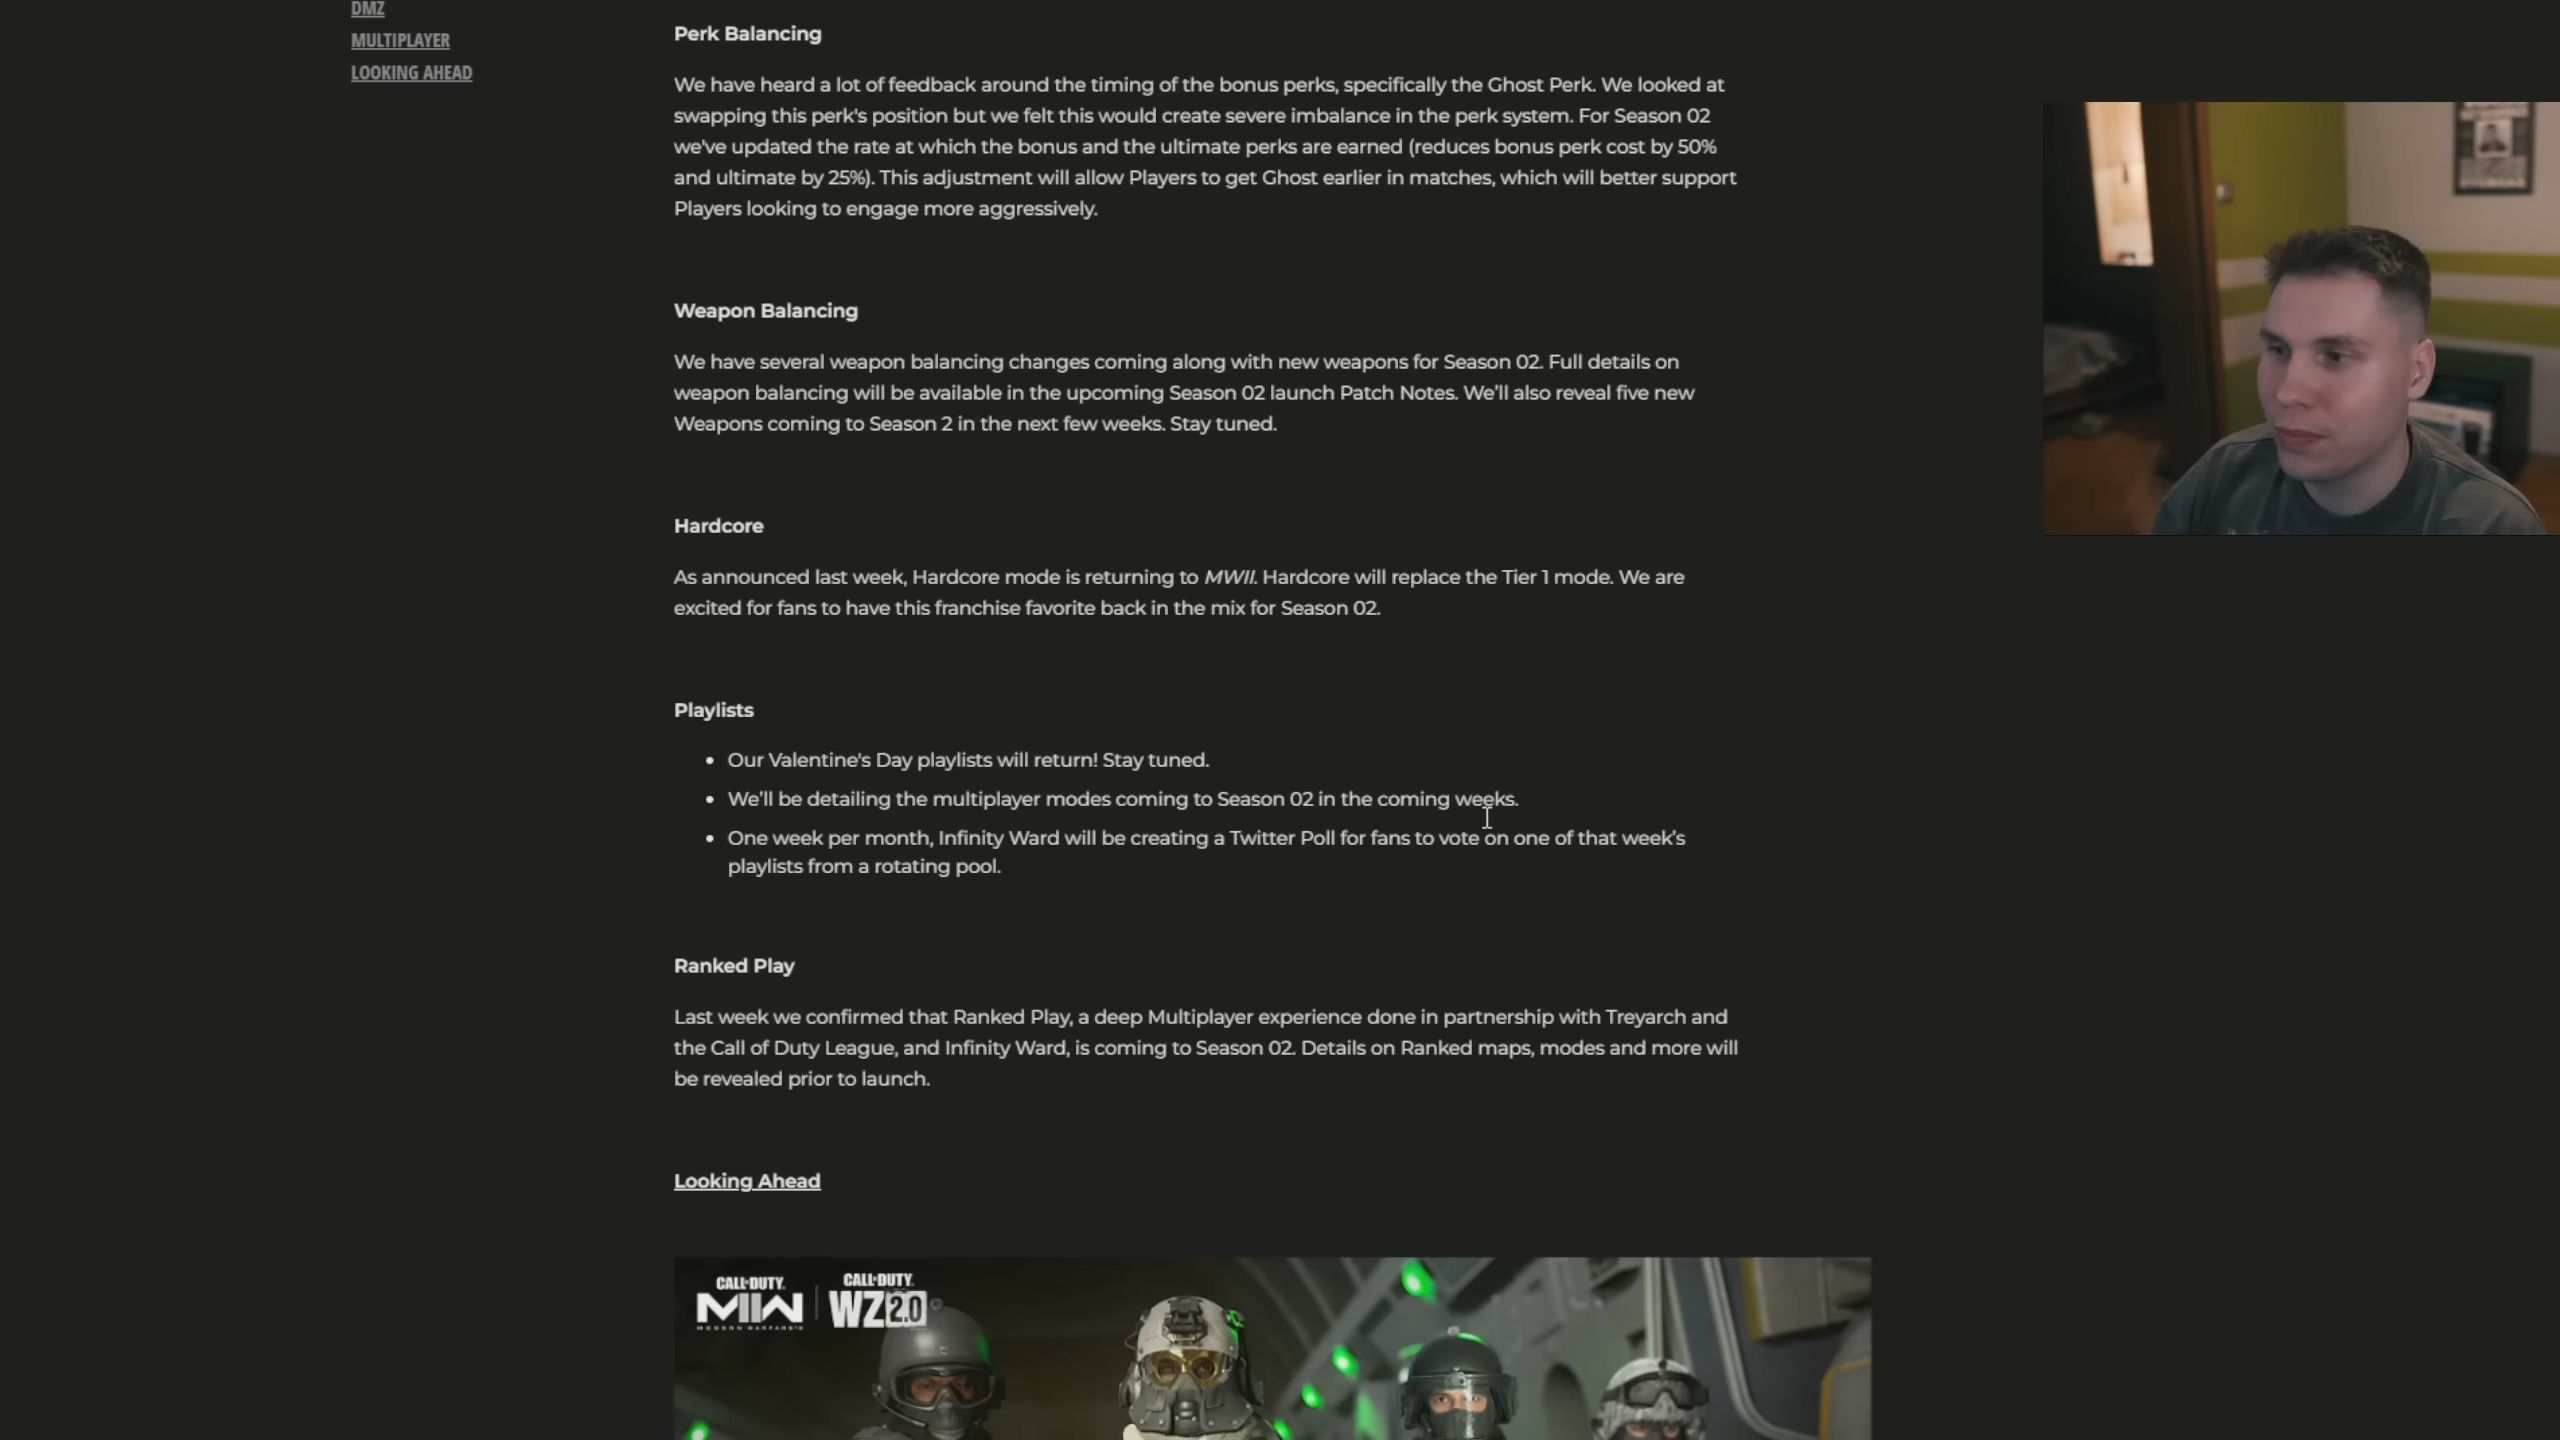 DMZ
MULTIPLAYER
LOOKING AHEAD
Perk Balancing
We have heard a lot of feedback around the timing of the bonus perks, specifically the Ghost Perk. We looked at
swapping this perk's position but we felt this would create severe imbalance in the perk system. For Season 02
we've updated the rate at which the bonus and the ultimate perks are earned (reduces bonus perk cost by 50%
and ultimate by 25%). This adjustment will allow Players to get Ghost earlier in matches, which will better support
Players looking to engage more aggressively.
Weapon Balancing
We have several weapon balancing changes coming along with new weapons for Season 02. Full details on
weapon balancing will be available in the upcoming Season 02 launch Patch Notes. We’ll also reveal five new
Weapons coming to Season 2 in the next few weeks. Stay tuned.
Hardcore
As announced last week, Hardcore mode is returning to MWII. Hardcore will replace the Tier 1 mode. We are
excited for fans to have this franchise favorite back in the mix for Season 02.
Playlists
• Our Valentine's Day playlists will return! Stay tuned.
• We’ll be detailing the multiplayer modes coming to Season 02 in the coming weeks.
• One week per month, Infinity Ward will be creating a Twitter Poll for fans to vote on one of that week’s
playlists from a rotating pool.
Ranked Play
Last week we confirmed that Ranked Play, a deep Multiplayer experience done in partnership with Treyarch and
the Call of Duty League, and Infinity Ward, is coming to Season 02. Details on Ranked maps, modes and more will
be revealed prior to launch.
Looking Ahead
CALL OF DUTY
MWII
MODERN WARFARE II
CALL OF DUTY
WZ 2.0